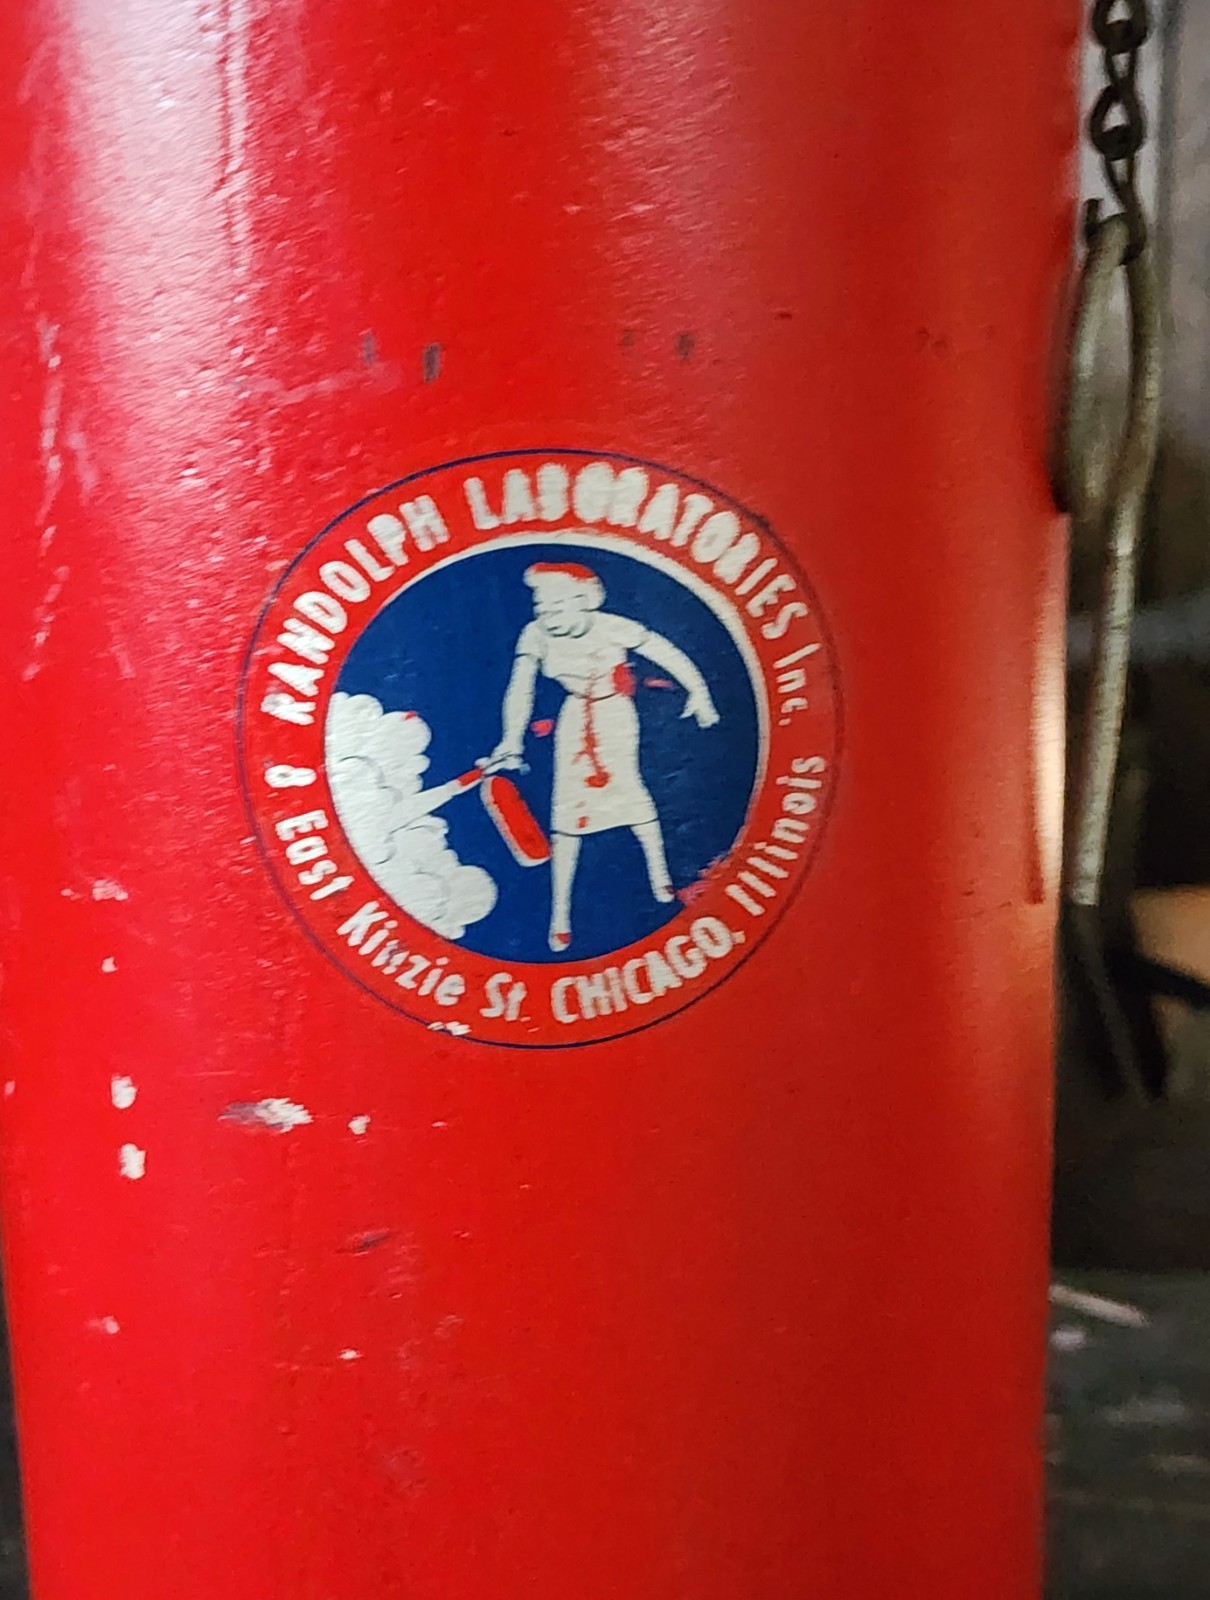 RANDOLPH LABORATORIES Inc.
8 East Kinzie St. CHICAGO, Illinois